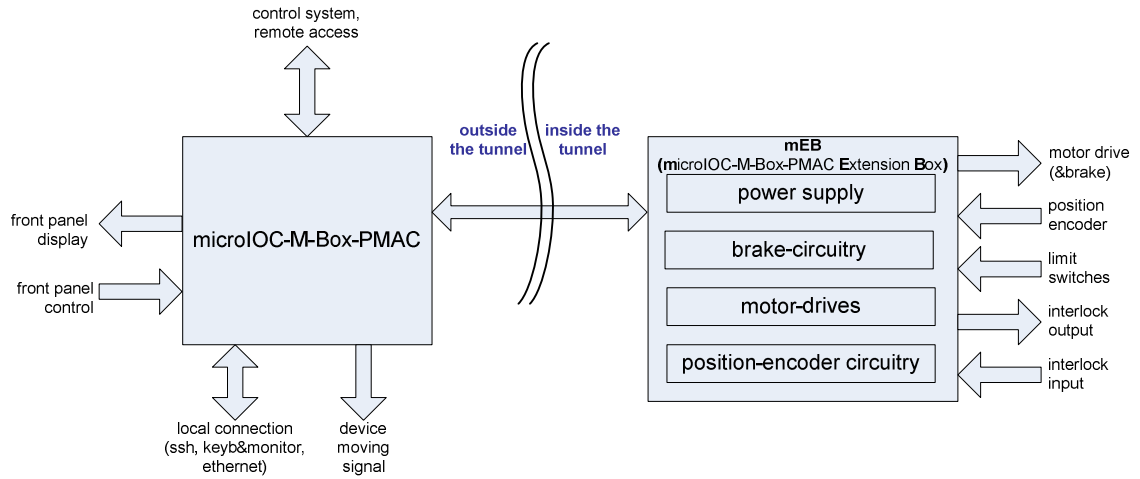 control system,
remote access
outside
the tunnel
inside the
tunnel
mEB
(microIOC-M-Box-PMAC Extension Box)
power supply
brake-circuitry
motor-drives
position-encoder circuitry
microIOC-M-Box-PMAC
front panel
display
front panel
control
motor drive
(&brake)
position
encoder
limit
switches
interlock
output
interlock
input
local connection
(ssh, keyb&monitor,
ethernet)
device
moving
signal